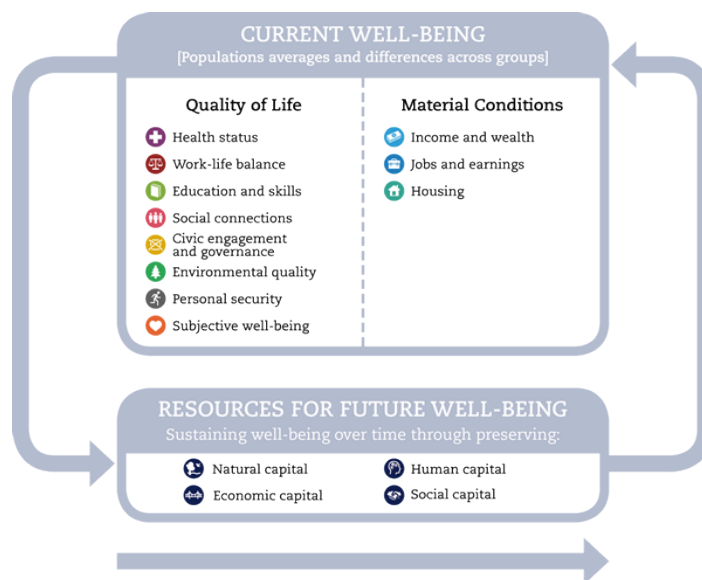 CURRENT WELL-BEING
[Populations averages and differences across groups]
Quality of Life
Health status
Work-life balance
Education and skills
Social connections
Civic engagement
and governance
Environmental quality
Personal security
Subjective well-being
Material Conditions
Income and wealth
Jobs and earnings
Housing
RESOURCES FOR FUTURE WELL-BEING
Sustaining well-being over time through preserving:
Natural capital
Economic capital
Human capital
Social capital